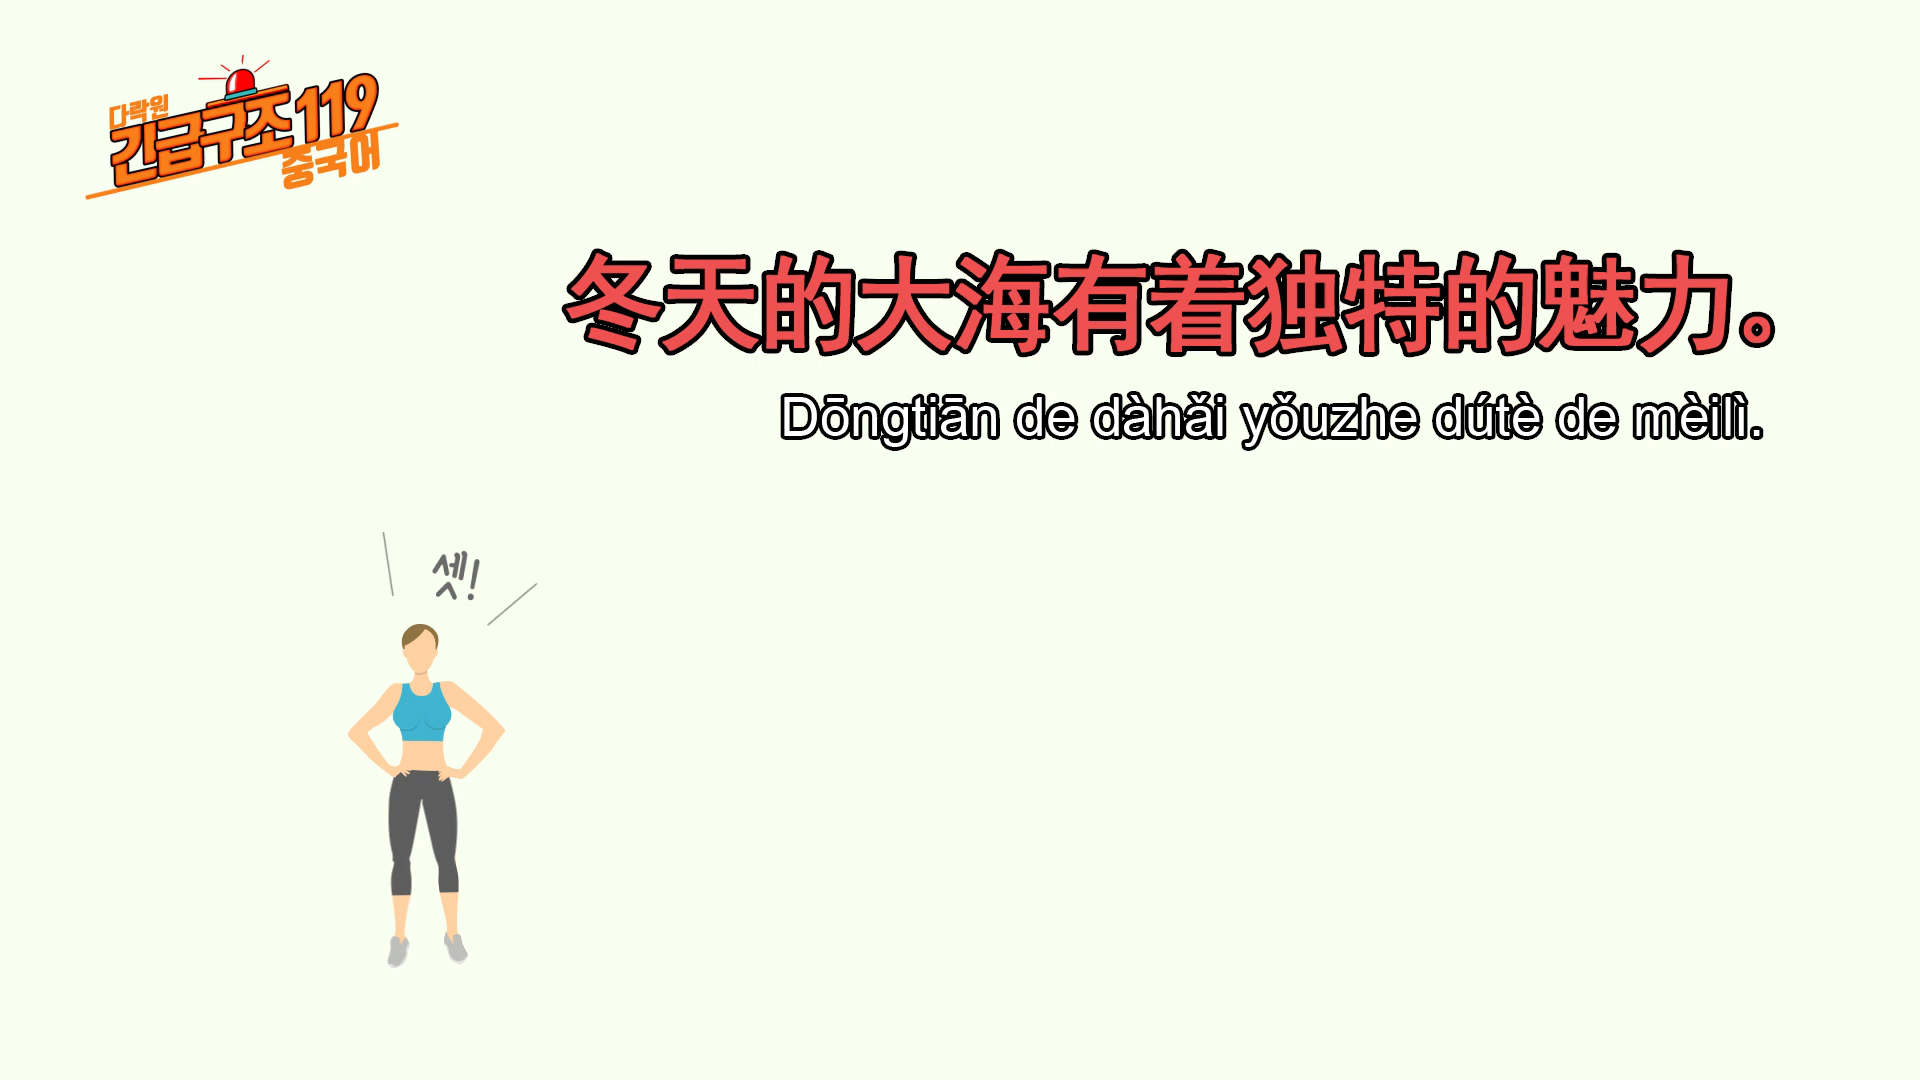 다락원
긴급구조119
중국어
冬天的大海有着独特的魅力。
Dōngtiān de dàhǎi yǒuzhe dútè de mèilì.
셋!